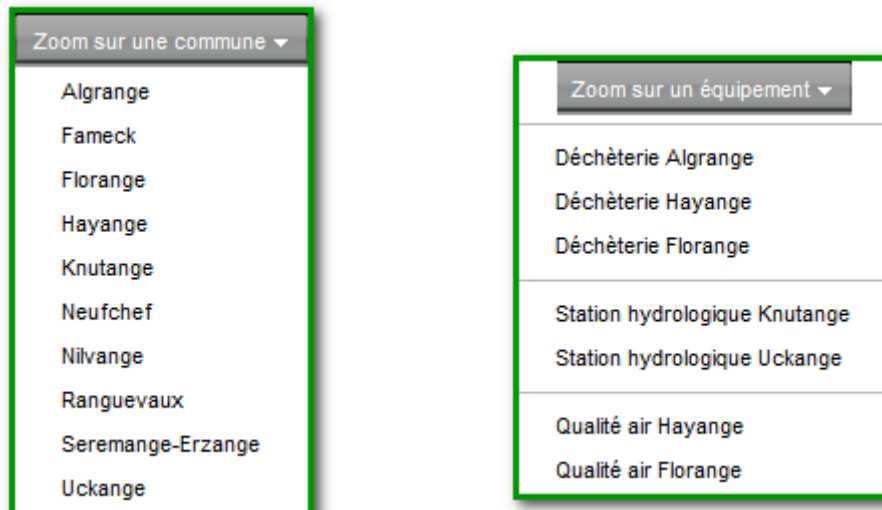 Zoom sur une commune
Algrange
Fameck
Florange
Hayange
Knutange
Neufchef
Nilvange
Ranguevaux
Seremange-Erzange
Uckange
Zoom sur un équipement
Déchèterie Algrange
Déchèterie Hayange
Déchèterie Florange
Station hydrologique Knutange
Station hydrologique Uckange
Qualité air Hayange
Qualité air Florange